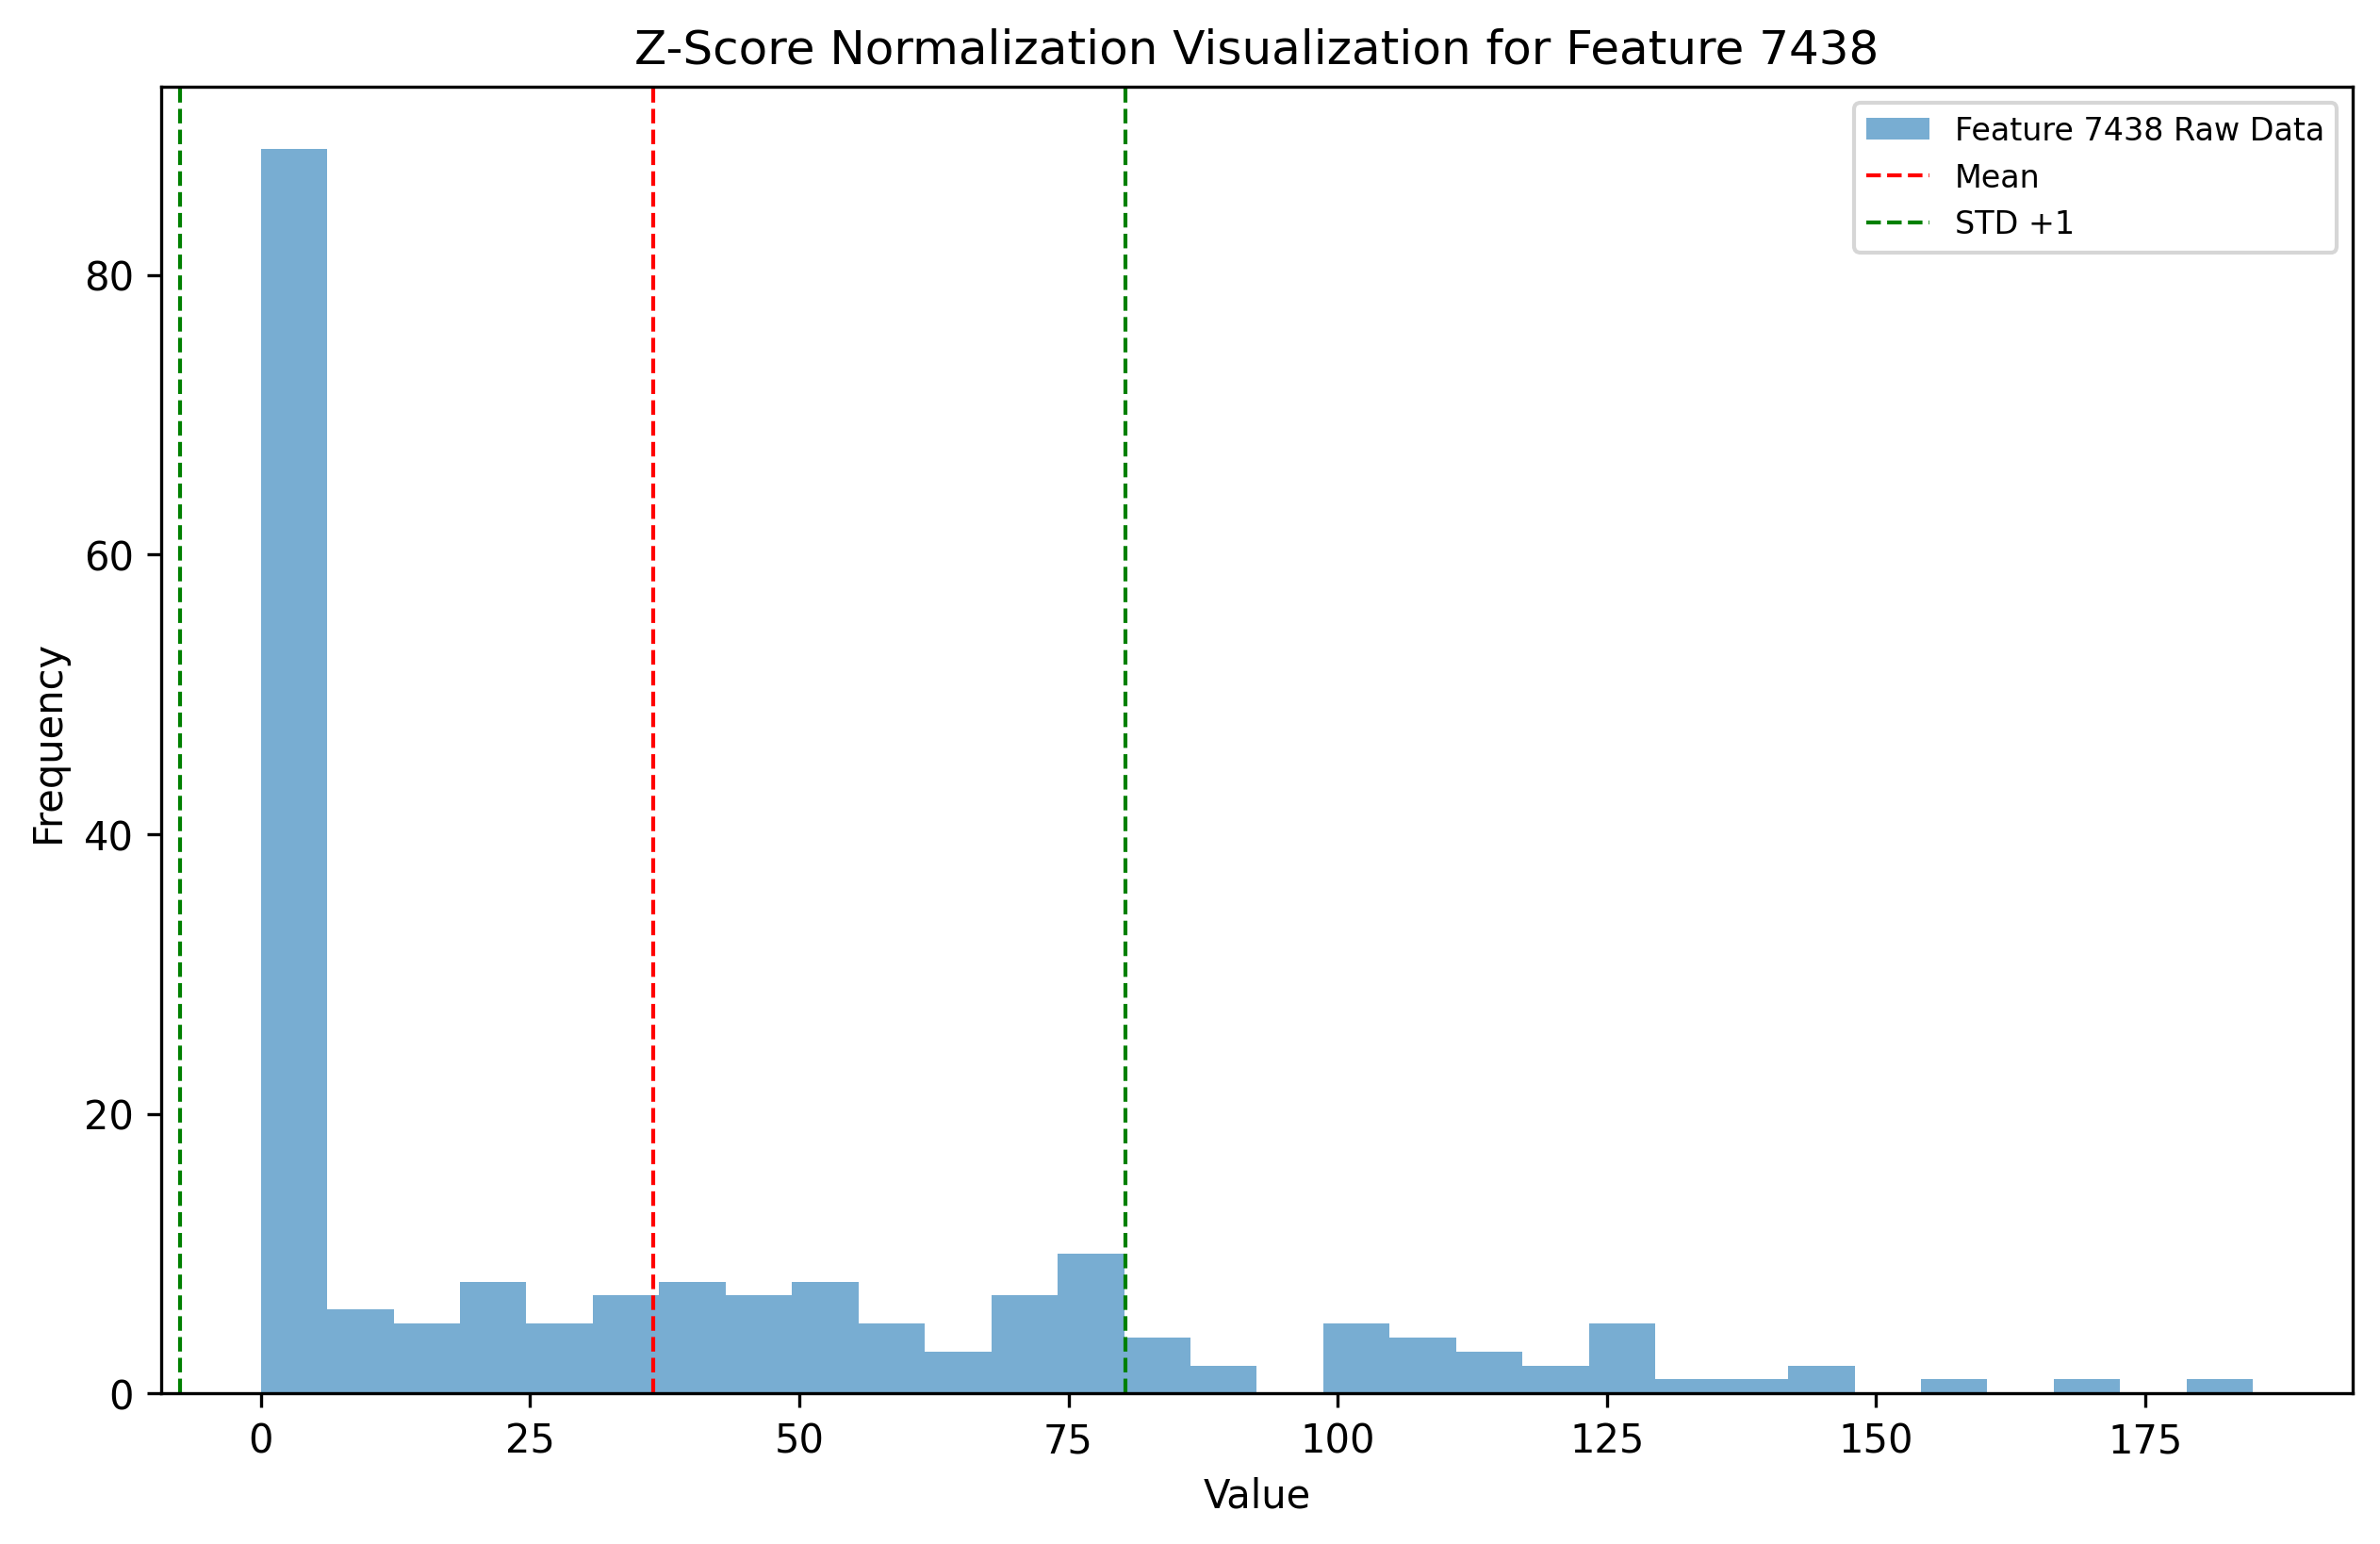 Z-Score Normalization Visualization for Feature 7438
Feature 7438 Raw Data
Mean
STD +1
Frequency
80
60
40
20
0
0 25 50 75 100 125 150 175
Value